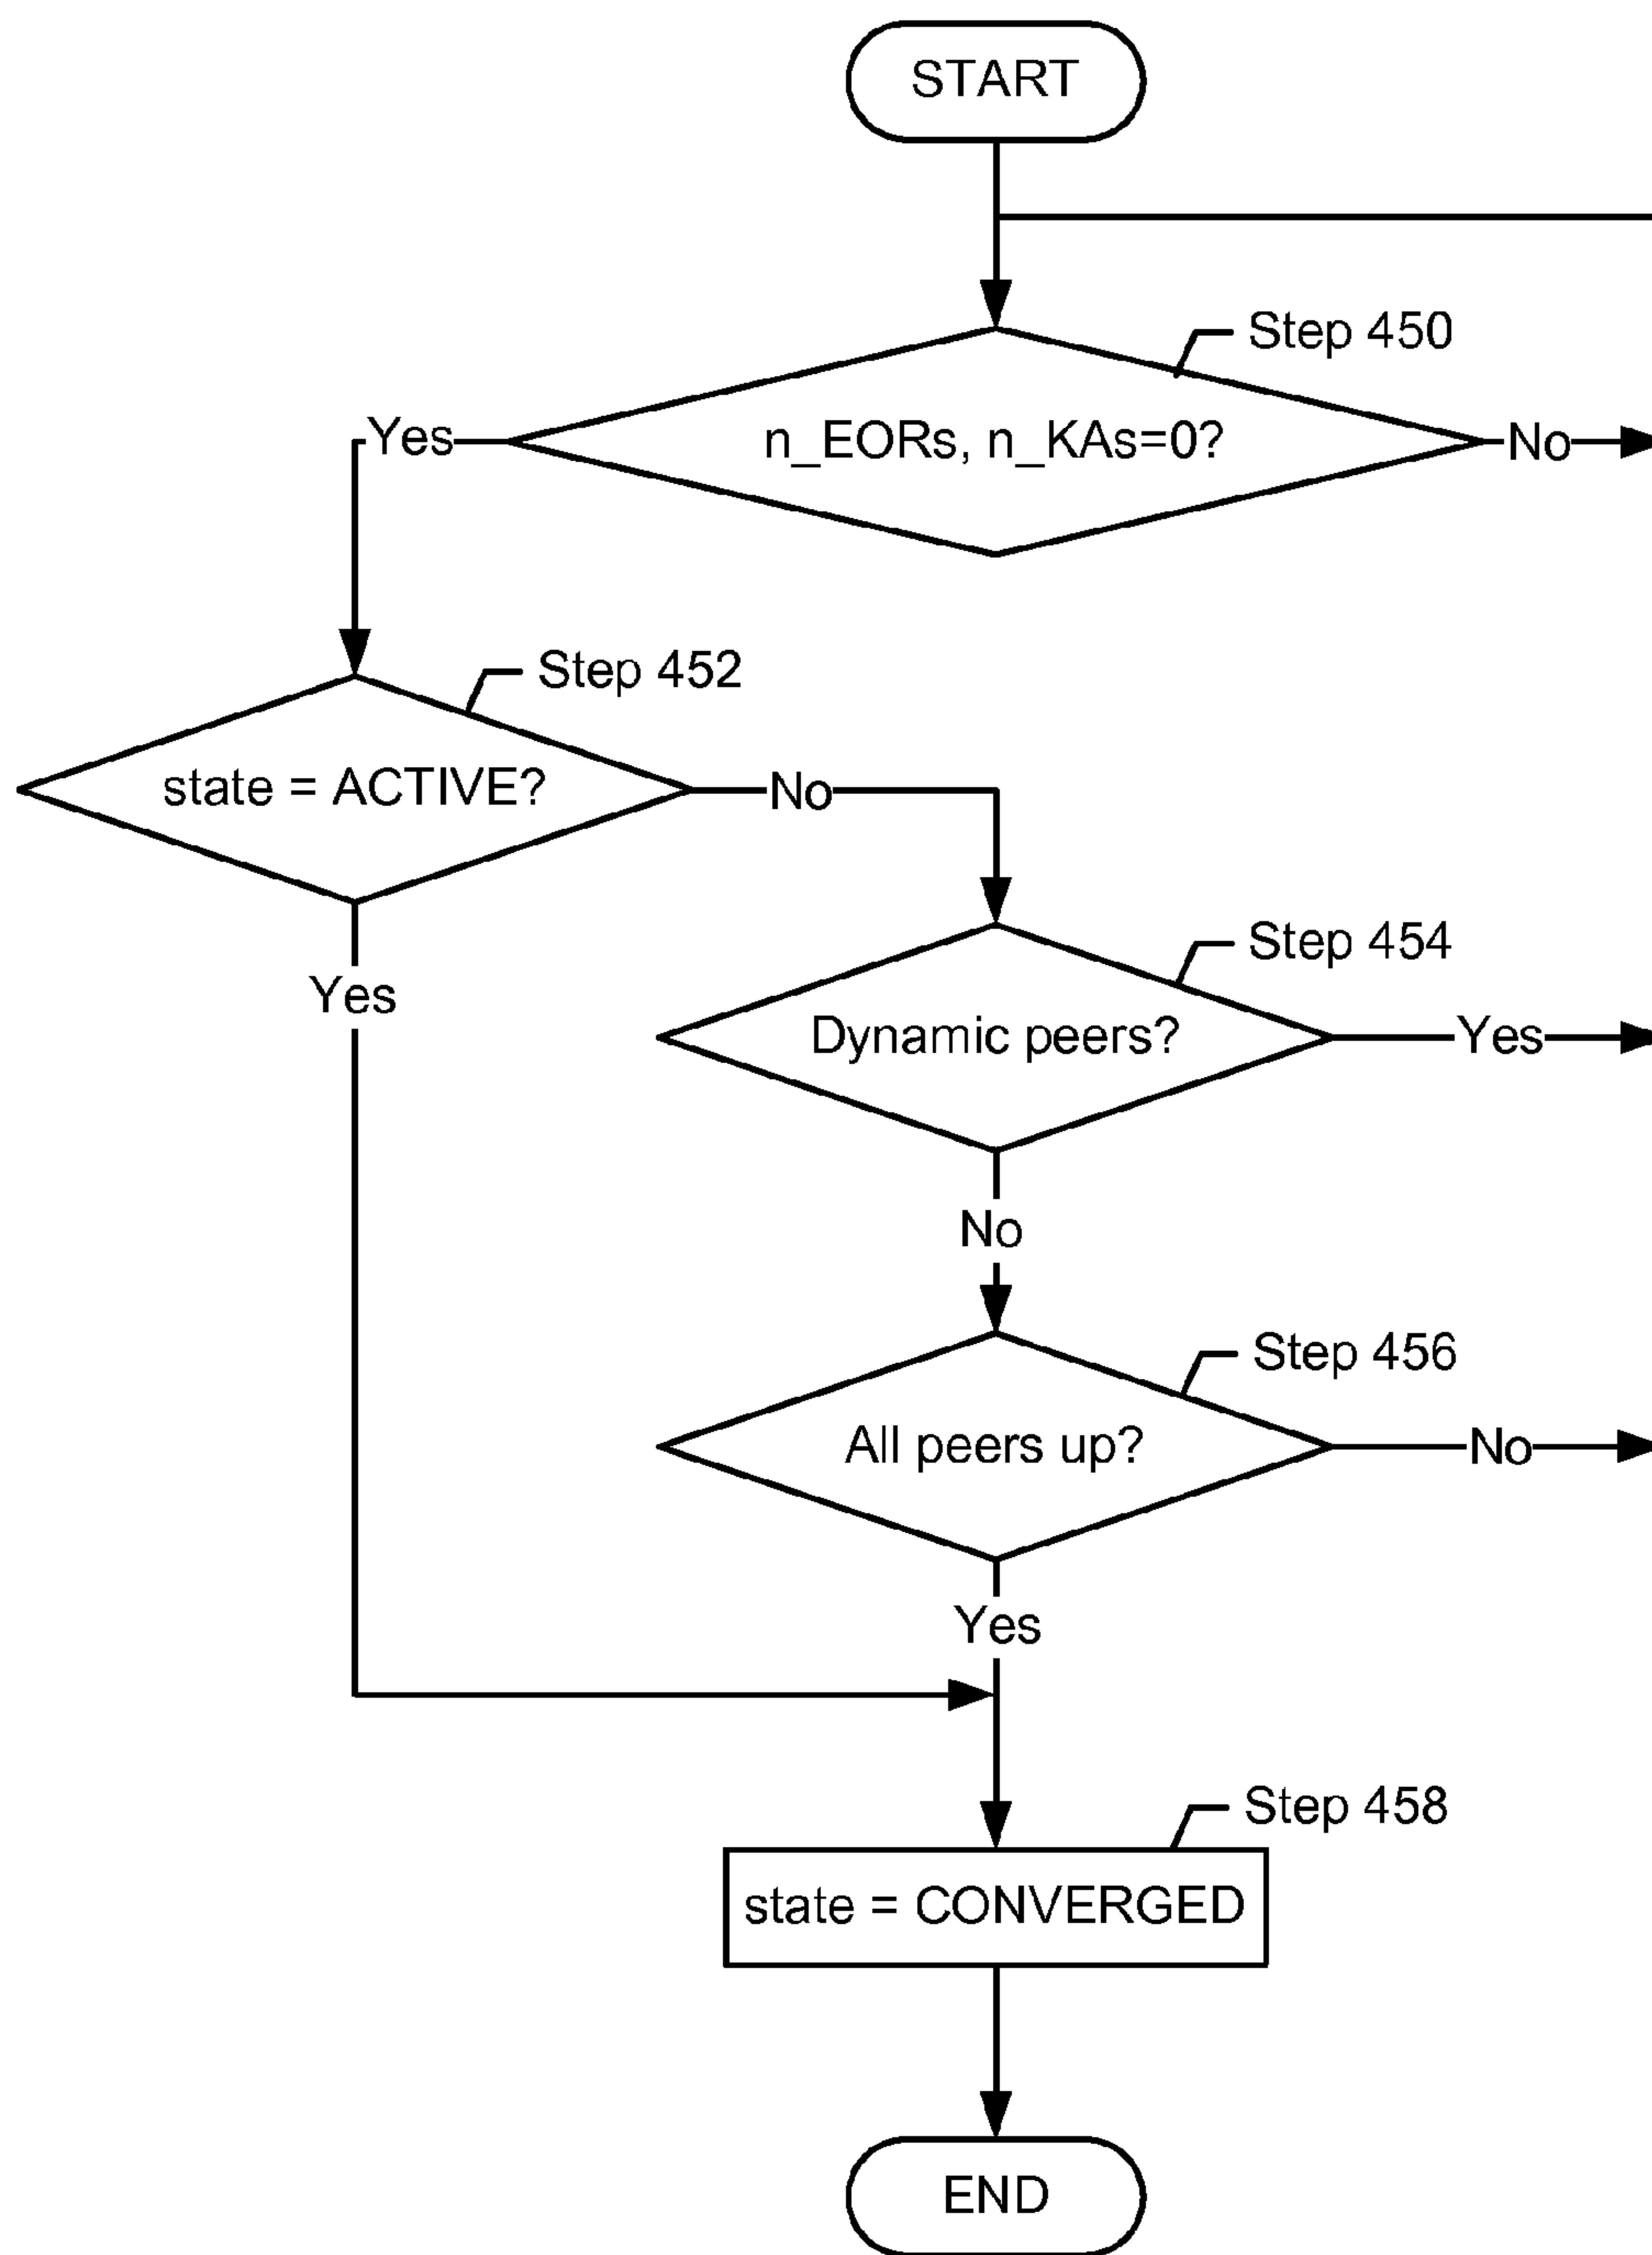 START
Step 450
n_EORs, n_KAs=0?
Yes
No
Step 452
state = ACTIVE?
No
Yes
Step 454
Dynamic peers?
Yes
No
Step 456
All peers up?
No
Yes
Step 458
state = CONVERGED
END